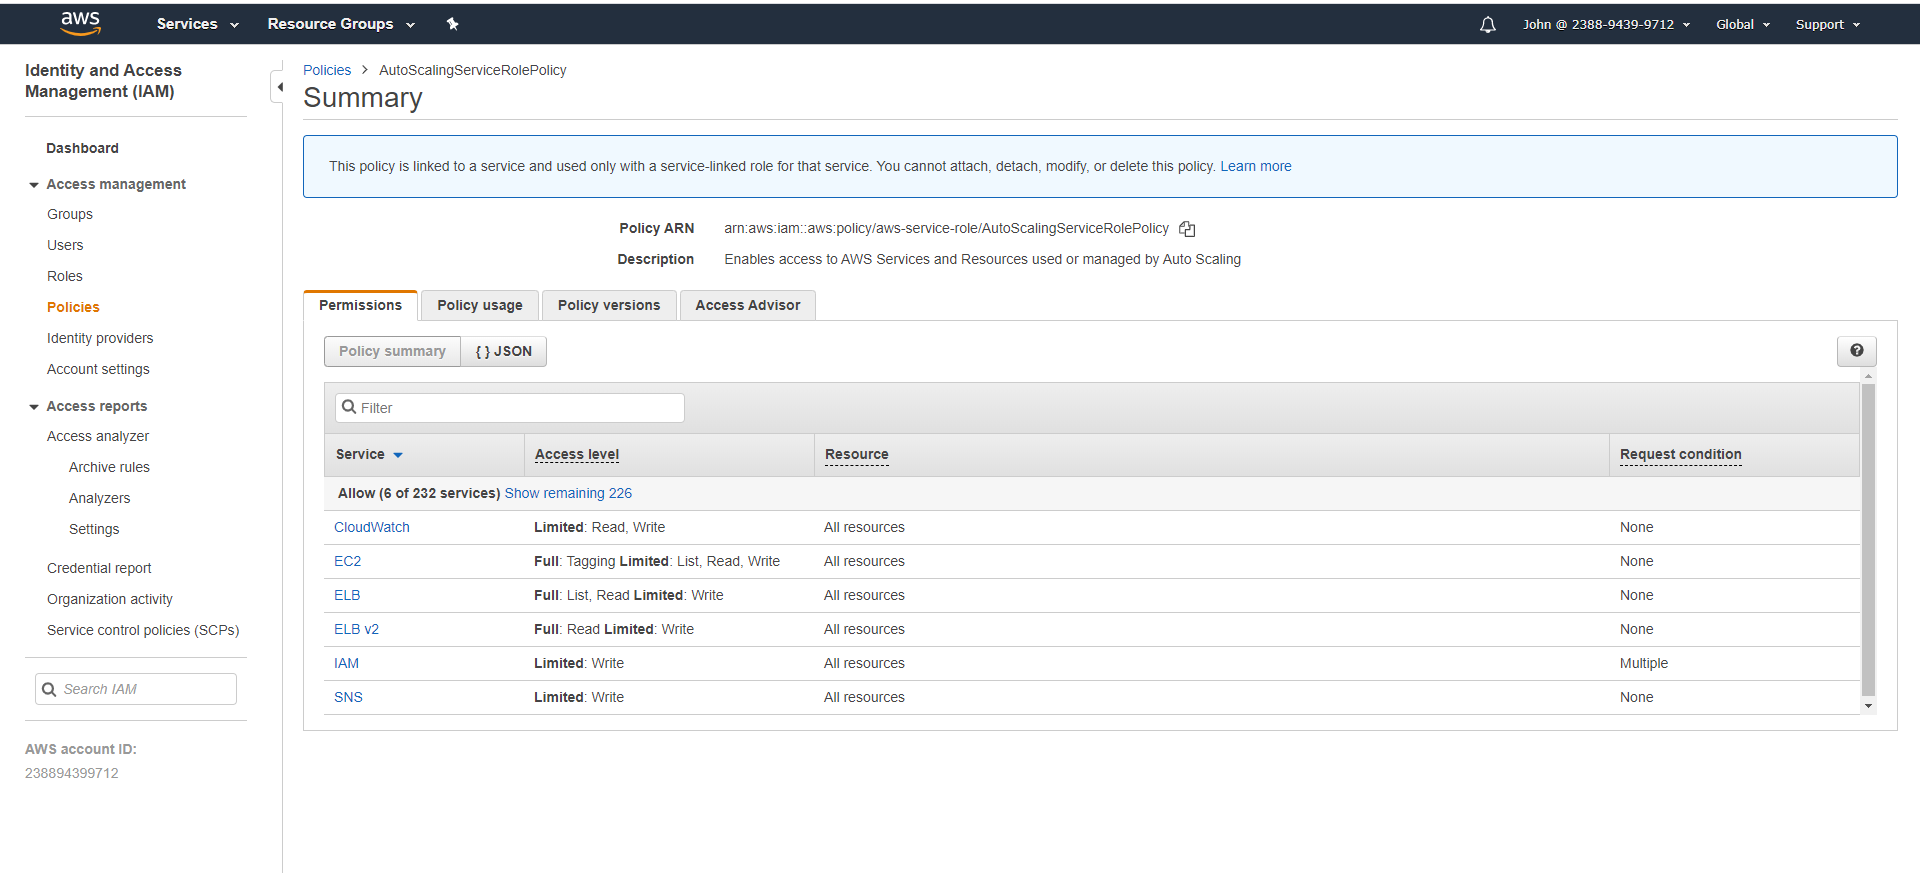 aws Services Resource Groups John @ 2388-9439-9712 Global Support
Identity and Access
Management (IAM)
Dashboard
Access management
Groups
Users
Roles
Policies
Identity providers
Account settings
Access reports
Access analyzer
Archive rules
Analyzers
Settings
Credential report
Organization activity
Service control policies (SCPs)
Search IAM
AWS account ID:
238894399712
Policies > AutoScalingServiceRolePolicy
Summary
This policy is linked to a service and used only with a service-linked role for that service. You cannot attach, detach, modify, or delete this policy. Learn more
Policy ARN arn:aws:iam::aws:policy/aws-service-role/AutoScalingServiceRolePolicy
Description Enables access to AWS Services and Resources used or managed by Auto Scaling
Permissions Policy usage Policy versions Access Advisor
Policy summary { } JSON ?
Filter
Service Access level Resource Request condition
Allow (6 of 232 services) Show remaining 226
CloudWatch Limited: Read, Write All resources None
EC2 Full: Tagging Limited: List, Read, Write All resources None
ELB Full: List, Read Limited: Write All resources None
ELB v2 Full: Read Limited: Write All resources None
IAM Limited: Write All resources Multiple
SNS Limited: Write All resources None